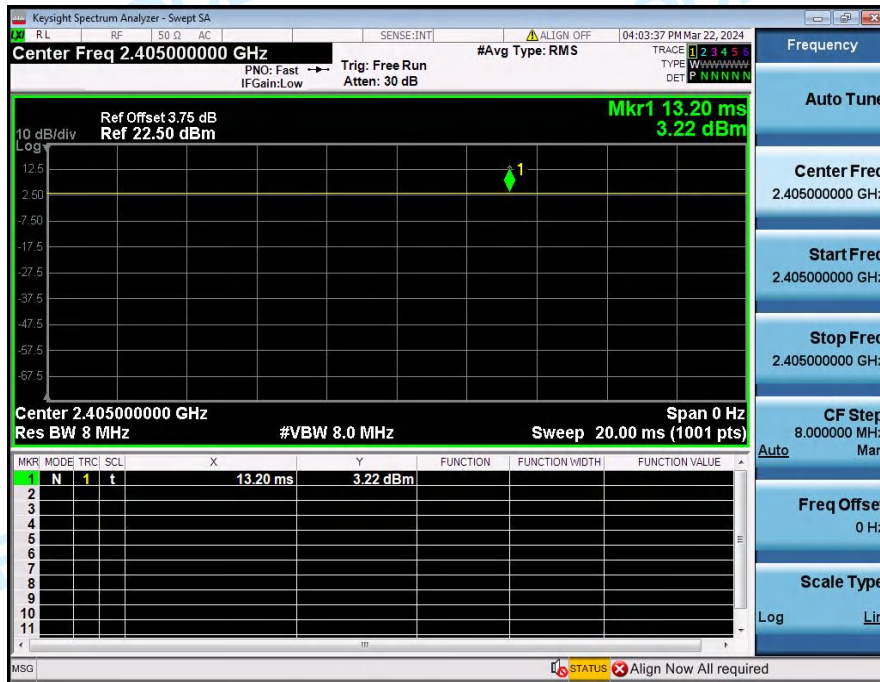 Keysight Spectrum Analyzer - Swept SA
LXI RL RF 50 Ω AC SENSE:INT ALIGN OFF 04:03:37 PM Mar 22, 2024
Center Freq 2.405000000 GHz #Avg Type: RMS TRACE 1 2 3 4 5 6
PNO: Fast Trig: Free Run TYPE WWWWWW
IFGain:Low Atten: 30 dB DET P N N N N N
Mkr1 13.20 ms
3.22 dBm
Ref Offset 3.75 dB
10 dB/div Ref 22.50 dBm
Log
12.5
2.50
-7.50
-17.5
-27.5
-37.5
-47.5
-57.5
-67.5
1
Center 2.405000000 GHz Span 0 Hz
Res BW 8 MHz #VBW 8.0 MHz Sweep 20.00 ms (1001 pts)
MKR MODE TRC SCL X Y FUNCTION FUNCTION WIDTH FUNCTION VALUE
1 N 1 t 13.20 ms 3.22 dBm
2
3
4
5
6
7
8
9
10
11
MSG STATUS Align Now All required
Frequency
Auto Tune
Center Freq
2.405000000 GHz
Start Freq
2.405000000 GHz
Stop Freq
2.405000000 GHz
CF Step
8.000000 MHz
Auto Man
Freq Offset
0 Hz
Scale Type
Log Lin